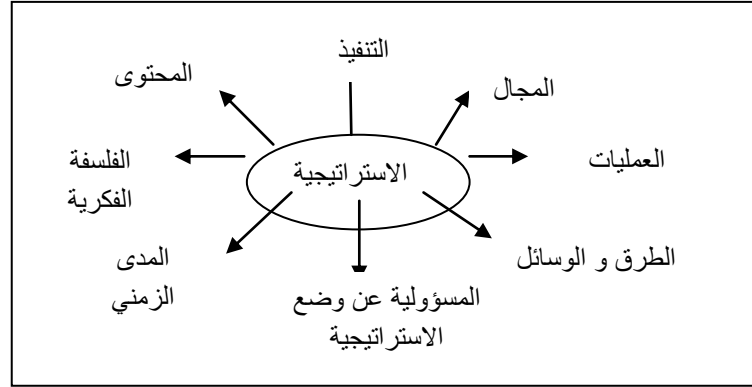 التنفيذ
المجال
المحتوى
العمليات
الاستراتيجية
الفلسفة
الفكرية
الطرق و الوسائل
المدى
الزمني
المسؤولية عن وضع
الاستراتيجية